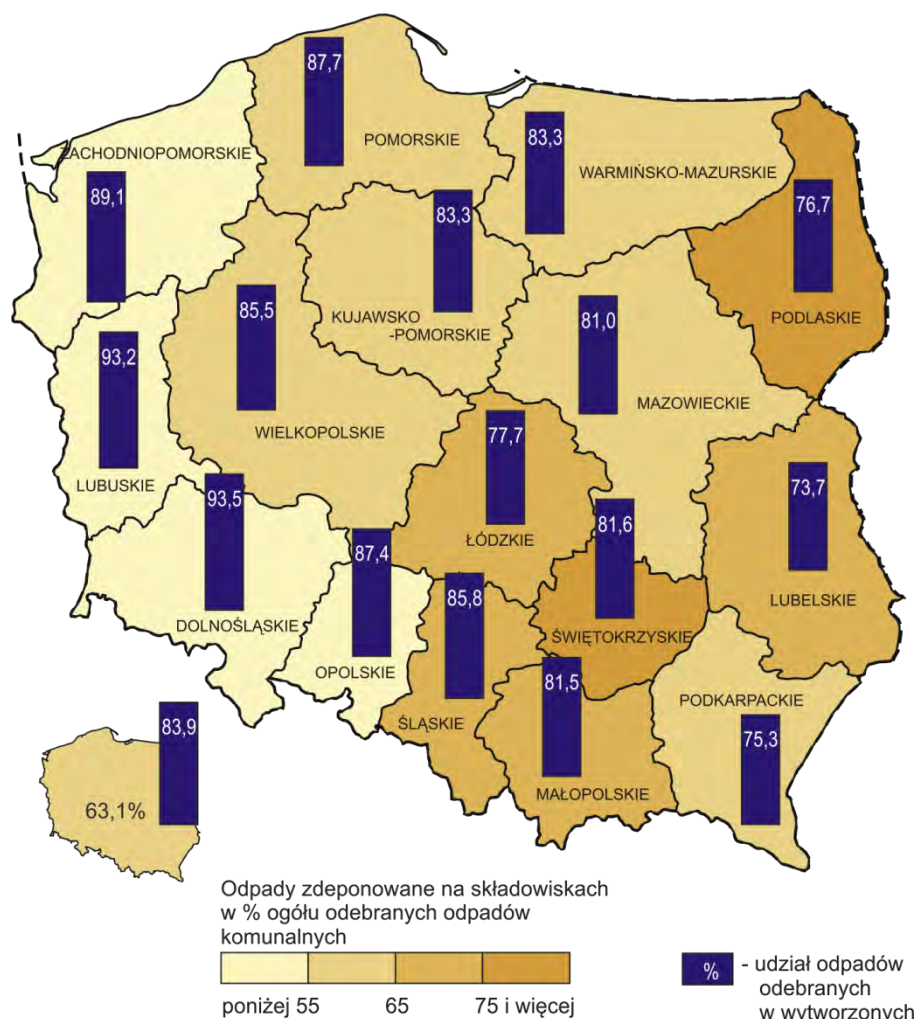 87,7
POMORSKIE
ZACHODNIOPOMORSKIE
89,1
83,3
WARMIŃSKO-MAZURSKIE
76,7
PODLASKIE
83,3
KUJAWSKO
-POMORSKIE
85,5
WIELKOPOLSKIE
81,0
MAZOWIECKIE
93,2
LUBUSKIE
77,7
ŁÓDZKIE
73,7
LUBELSKIE
93,5
DOLNOŚLĄSKIE
87,4
OPOLSKIE
85,8
ŚLĄSKIE
81,6
ŚWIĘTOKRZYSKIE
81,5
MAŁOPOLSKIE
PODKARPACKIE
75,3
83,9
63,1%
Odpady zdeponowane na składowiskach
w % ogółu odebranych odpadów
komunalnych
poniżej 55 65 75 i więcej
% - udział odpadów
odebranych
w wytworzonych